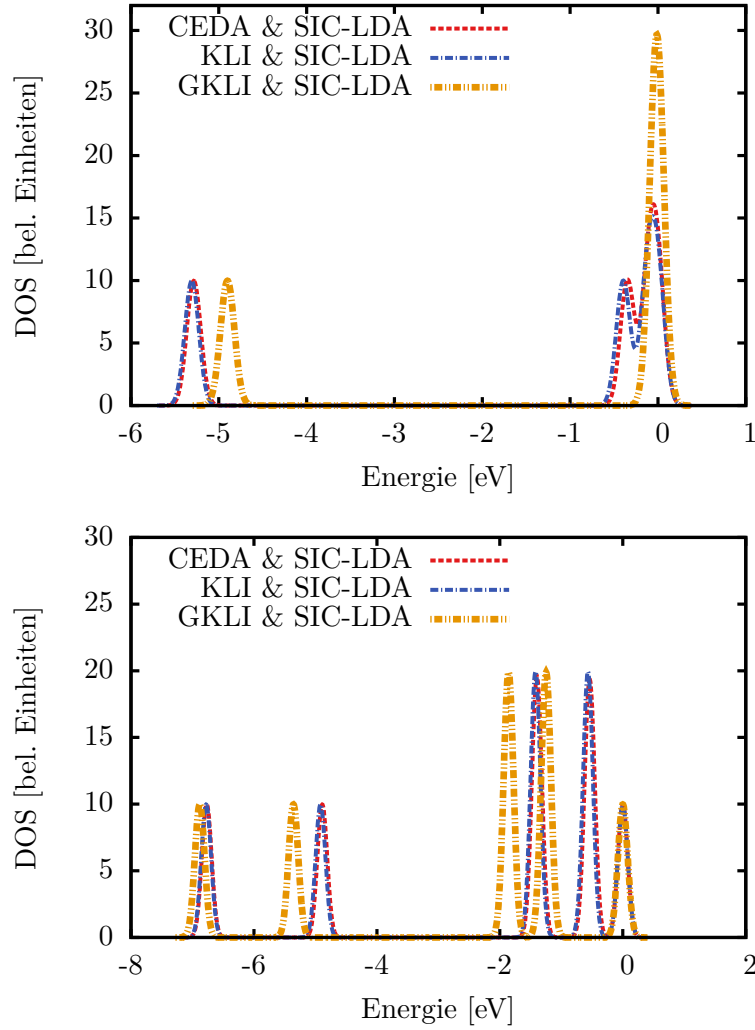 30
25
20
15
10
5
0
DOS [bel. Einheiten]
CEDA & SIC-LDA
KLI & SIC-LDA
GKLI & SIC-LDA
-6 -5 -4 -3 -2 -1 0 1
Energie [eV]
30
25
20
15
10
5
0
DOS [bel. Einheiten]
CEDA & SIC-LDA
KLI & SIC-LDA
GKLI & SIC-LDA
-8 -6 -4 -2 0 2
Energie [eV]